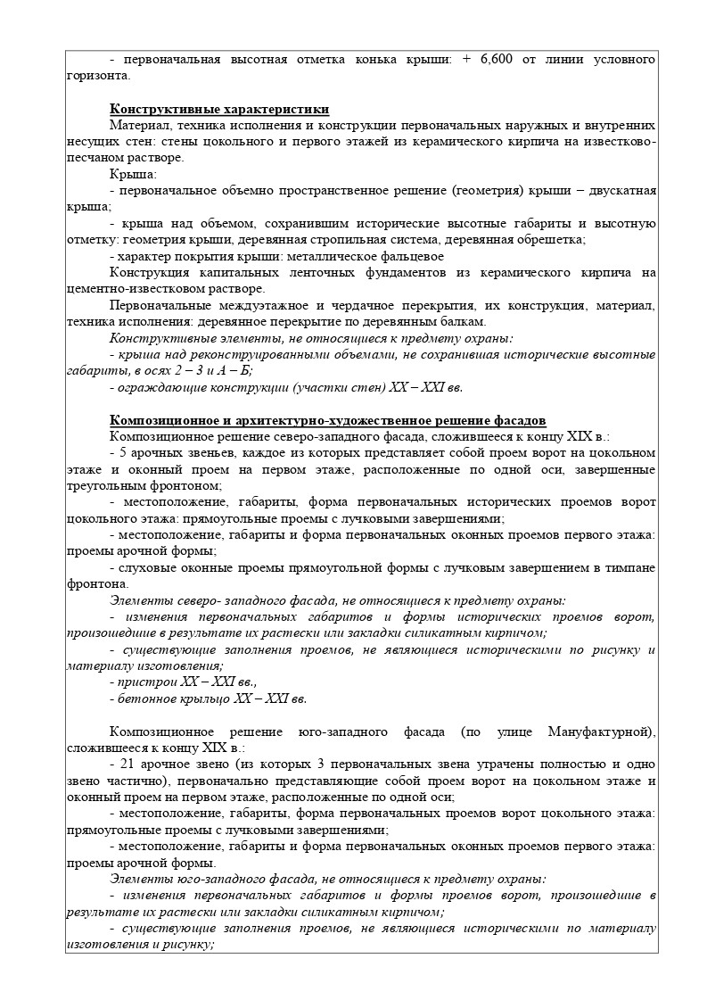 - первоначальная высотная отметка конька крыши: + 6,600 от линии условного
горизонта.
Конструктивные характеристики
Материал, техника исполнения и конструкции первоначальных наружных и внутренних
несущих стен: стены цокольного и первого этажей из керамического кирпича на известково-
песчаном растворе.
Крыша:
- первоначальное объемно пространственное решение (геометрия) крыши – двускатная
крыша;
- крыша над объемом, сохранившим исторические высотные габариты и высотную
отметку: геометрия крыши, деревянная стропильная система, деревянная обрешетка;
- характер покрытия крыши: металлическое фальцевое
Конструкция капитальных ленточных фундаментов из керамического кирпича на
цементно-известковом растворе.
Первоначальные междуэтажное и чердачное перекрытия, их конструкция, материал,
техника исполнения: деревянное перекрытие по деревянным балкам.
Конструктивные элементы, не относящиеся к предмету охраны:
- крыша над реконструированными объемами, не сохранившая исторические высотные
габариты, в осях 2 – 3 и А – Б;
- ограждающие конструкции (участки стен) XX – XXI вв.
Композиционное и архитектурно-художественное решение фасадов
Композиционное решение северо-западного фасада, сложившееся к концу XIX в.:
- 5 арочных звеньев, каждое из которых представляет собой проем ворот на цокольном
этаже и оконный проем на первом этаже, расположенные по одной оси, завершенные
треугольным фронтоном;
- местоположение, габариты, форма первоначальных исторических проемов ворот
цокольного этажа: прямоугольные проемы с лучковыми завершениями;
- местоположение, габариты и форма первоначальных оконных проемов первого этажа:
проемы арочной формы;
- слуховые оконные проемы прямоугольной формы с лучковым завершением в тимпане
фронтона.
Элементы северо- западного фасада, не относящиеся к предмету охраны:
- изменения первоначальных габаритов и формы исторических проемов ворот,
произошедшие в результате их растески или закладки силикатным кирпичом;
- существующие заполнения проемов, не являющиеся историческими по рисунку и
материалу изготовления;
- пристрои XX – XXI вв.,
- бетонное крыльцо XX – XXI вв.
Композиционное решение юго-западного фасада (по улице Мануфактурной),
сложившееся к концу XIX в.:
- 21 арочное звено (из которых 3 первоначальных звена утрачены полностью и одно
звено частично), первоначально представляющие собой проем ворот на цокольном этаже и
оконный проем на первом этаже, расположенные по одной оси;
- местоположение, габариты, форма первоначальных проемов ворот цокольного этажа:
прямоугольные проемы с лучковыми завершениями;
- местоположение, габариты и форма первоначальных оконных проемов первого этажа:
проемы арочной формы.
Элементы юго-западного фасада, не относящиеся к предмету охраны:
- изменения первоначальных габаритов и формы проемов ворот, произошедшие в
результате их растески или закладки силикатным кирпичом;
- существующие заполнения проемов, не являющиеся историческими по материалу
изготовления и рисунку;